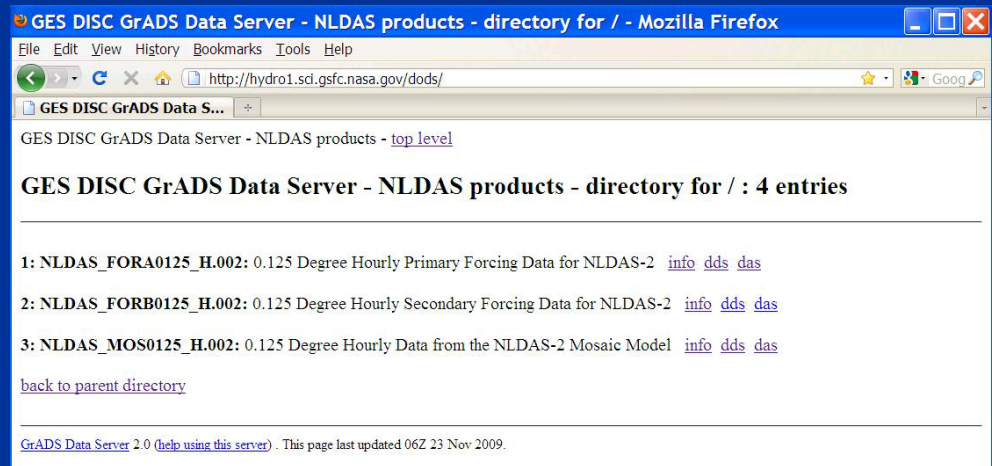 GES DISC GrADS Data Server - NLDAS products - directory for / - Mozilla Firefox
File Edit View History Bookmarks Tools Help
http://hydro1.sci.gsfc.nasa.gov/dods/ Goog
GES DISC GrADS Data S...
GES DISC GrADS Data Server - NLDAS products - top level
GES DISC GrADS Data Server - NLDAS products - directory for / : 4 entries
1: NLDAS_FORA0125_H.002: 0.125 Degree Hourly Primary Forcing Data for NLDAS-2 info dds das
2: NLDAS_FORB0125_H.002: 0.125 Degree Hourly Secondary Forcing Data for NLDAS-2 info dds das
3: NLDAS_MOS0125_H.002: 0.125 Degree Hourly Data from the NLDAS-2 Mosaic Model info dds das
back to parent directory
GrADS Data Server 2.0 (help using this server) . This page last updated 06Z 23 Nov 2009.